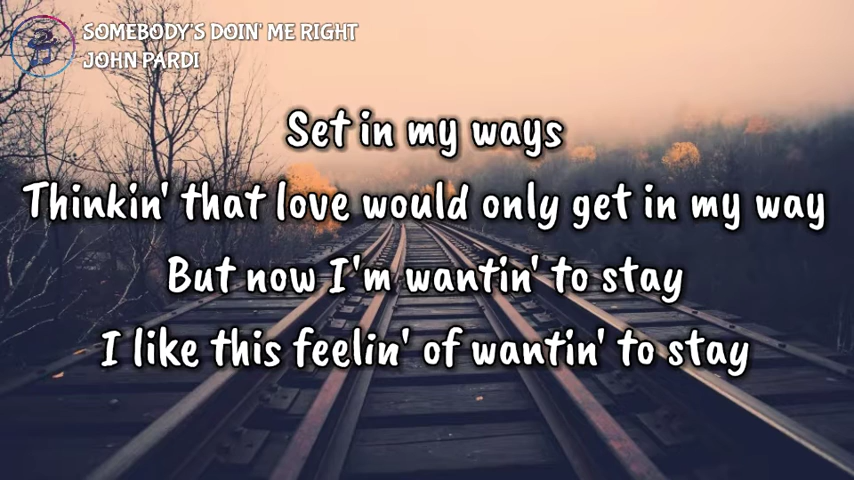 SOMEBODY'S DOIN' ME RIGHT
JOHN PARDI
Set in my ways
Thinkin' that love would only get in my way
But now I'm wantin' to stay
I like this feelin' of wantin' to stay